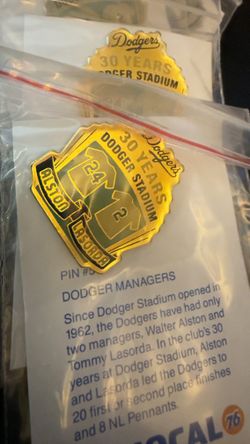 Dodgers
30 YEARS
DODGER STADIUM
Dodgers
30 YEARS
DODGER STADIUM
24
2
ALSTON
LASORDA
PIN #
DODGER MANAGERS
Since Dodger Stadium opened in
1962, the Dodgers have had only
two managers, Walter Alston and
Tommy Lasorda. In the club's 30
years at Dodger Stadium, Alston
and Lasorda led the Dodgers to
20 first or second place finishes
and 8 NL Pennants.
76